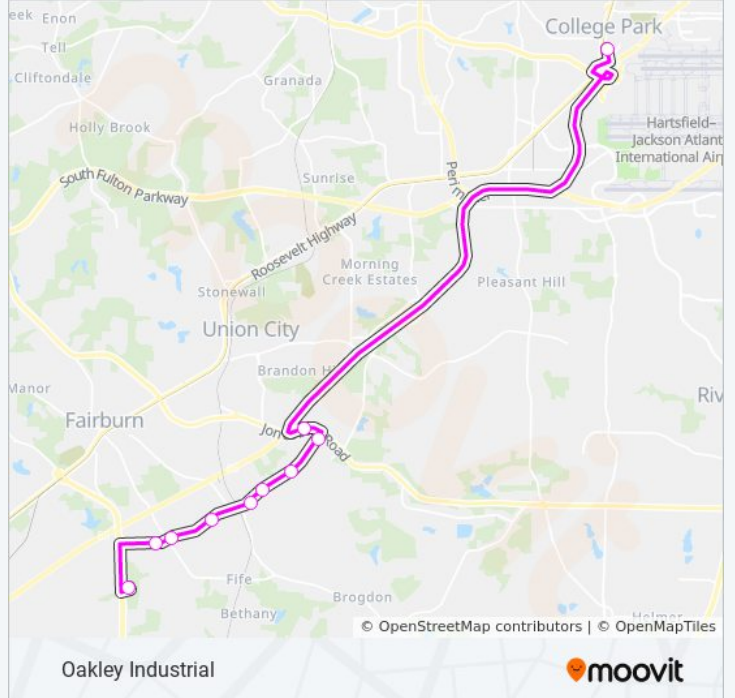 College Park
eek
Enon
Tell
Cliftondale
Granada
Holly Brook
Hartsfield–
Jackson Atlant
International Air
South Fulton Parkway
Sunrise
Roosevelt Highway
Morning
Creek Estates
Pleasant Hill
Stonewall
Union City
Brandon H
Manor
Riv
Fairburn
Jon
Road
Fife
Bethany
Brogdon
© OpenStreetMap contributors | © OpenMapTiles
Oakley Industrial
moovit